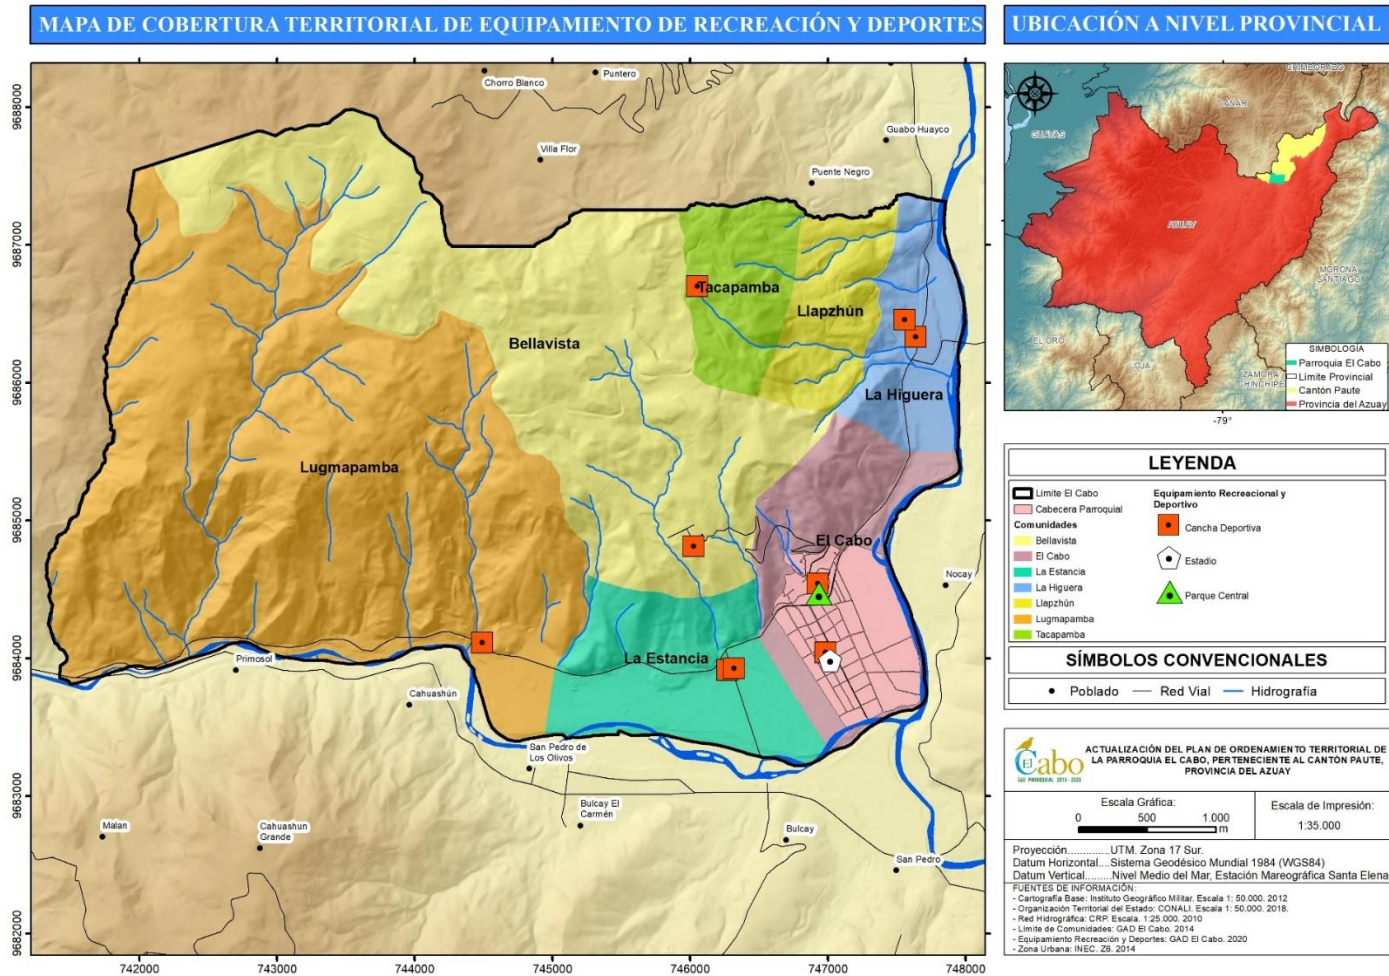 MAPA DE COBERTURA TERRITORIAL DE EQUIPAMIENTO DE RECREACIÓN Y DEPORTES
UBICACIÓN A NIVEL PROVINCIAL
9688000
9687000
9686000
9685000
9684000
9683000
9682000
742000
743000
744000
745000
746000
747000
748000
Chorro Blanco
Puntero
Guabo Huayco
Villa Flor
Puente Negro
Tacapamba
Llapzhún
Bellavista
La Higuera
Lugmapamba
El Cabo
Nocay
La Estancia
Primosol
Cahuashún
San Pedro de
Los Olivos
Bulcay El
Carmén
Malan
Cahuashun
Grande
Bulcay
San Pedro
CHIMBORAZO
CAÑAR
GUAYAS
AZUAY
MORONA
SANTIAGO
EL ORO
LOJA
ZAMORA
CHINCHIPE
-79°
SIMBOLOGÍA
Parroquia El Cabo
Límite Provincial
Cantón Paute
Provincia del Azuay
LEYENDA
Limite El Cabo
Cabecera Parroquial
Comunidades
Bellavista
El Cabo
La Estancia
La Higuera
Llapzhún
Lugmapamba
Tacapamba
Equipamiento Recreacional y
Deportivo
Cancha Deportiva
Estadio
Parque Central
SÍMBOLOS CONVENCIONALES
Poblado
Red Vial
Hidrografía
El Cabo
ACTUALIZACIÓN DEL PLAN DE ORDENAMIENTO TERRITORIAL DE
LA PARROQUIA EL CABO, PERTENECIENTE AL CANTÓN PAUTE,
PROVINCIA DEL AZUAY
Escala Gráfica:
0 500 1.000
m
Escala de Impresión:
1:35.000
Proyección.............UTM. Zona 17 Sur.
Datum Horizontal...Sistema Geodésico Mundial 1984 (WGS84)
Datum Vertical........Nivel Medio del Mar, Estación Mareográfica Santa Elena
FUENTES DE INFORMACIÓN:
- Cartografía Base: Instituto Geográfico Militar. Escala 1: 50.000. 2012
- Organización Territorial del Estado: CONALI. Escala 1: 50.000. 2018.
- Red Hidrográfica: CRP. Escala. 1:25.000. 2010
- Limite de Comunidades: GAD El Cabo. 2014
- Equipamiento Recreación y Deportes: GAD El Cabo. 2020
- Zona Urbana: INEC. Z6. 2014